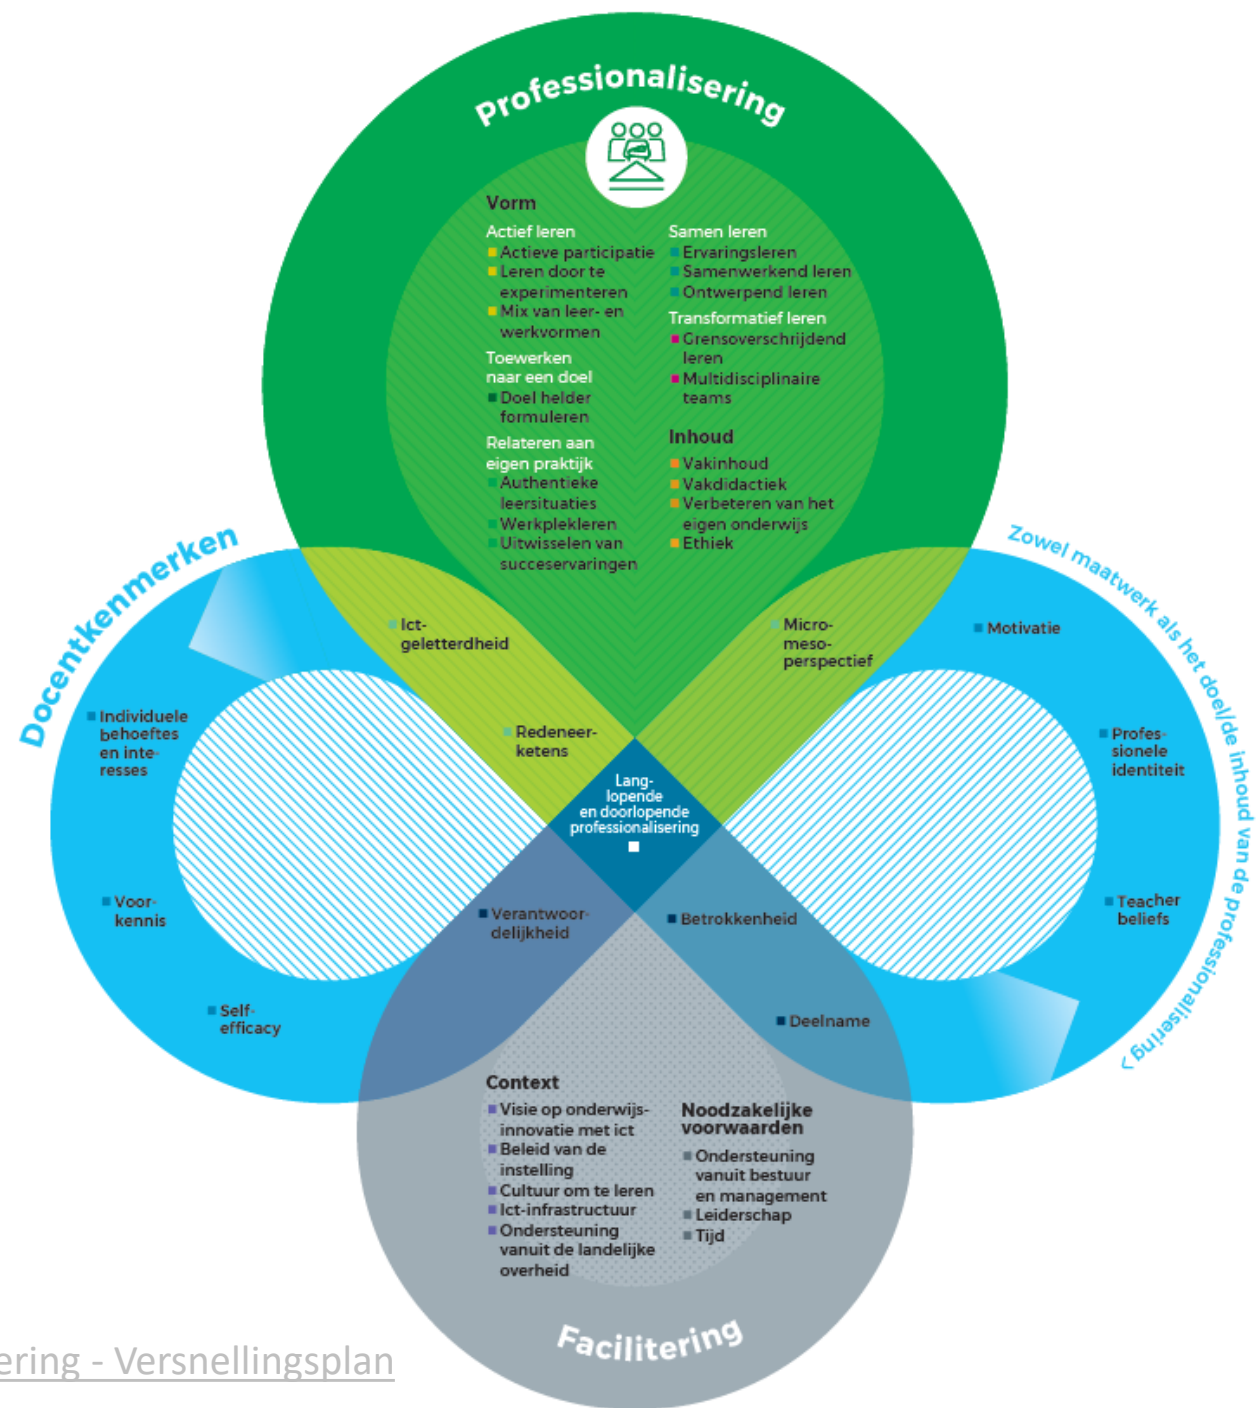 Professionalisering
Vorm
Actief leren
Actieve participatie
Leren door te
experimenteren
Mix van leer- en
werkvormen
Toewerken
naar een doel
Doel helder
formuleren
Relateren aan
eigen praktijk
Authentieke
leersituaties
Werkplekleren
Uitwisselen van
succeservaringen
Samen leren
Ervaringsleren
Samenwerkend leren
Ontwerpend leren
Transformatief leren
Grensoverschrijdend
leren
Multidisciplinaire
teams
Inhoud
Vakinhoud
Vakdidactiek
Verbeteren van het
eigen onderwijs
Ethiek
Docentkenmerken
Ict-
geletterdheid
Redeneer-
ketens
Individuele
behoeftes
en inte-
resses
Voor-
kennis
Self-
efficacy
Micro-
meso-
perspectief
Motivatie
Profes-
sionele
identiteit
Teacher
beliefs
Zowel maatwerk als het doel/de inhoud van de professionalisering >
Lang-
lopende
en doorlopende
professionalisering
Verantwoor-
delijkheid
Betrokkenheid
Deelname
Context
Visie op onderwijs-
innovatie met ict
Beleid van de
instelling
Cultuur om te leren
Ict-infrastructuur
Ondersteuning
vanuit de landelijke
overheid
Noodzakelijke
voorwaarden
Ondersteuning
vanuit bestuur
en management
Leiderschap
Tijd
Facilitering
ering - Versnellingsplan